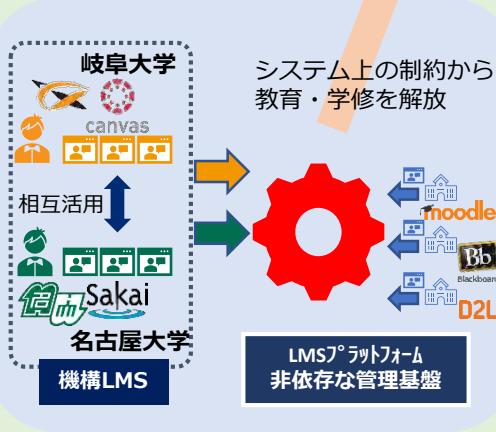 岐阜大学
canvas
相互活用
Sakai
名古屋大学
機構LMS
システム上の制約から
教育・学修を解放
moodle
Bb
Blackboard
D2L
LMSプラットフォーム
非依存な管理基盤